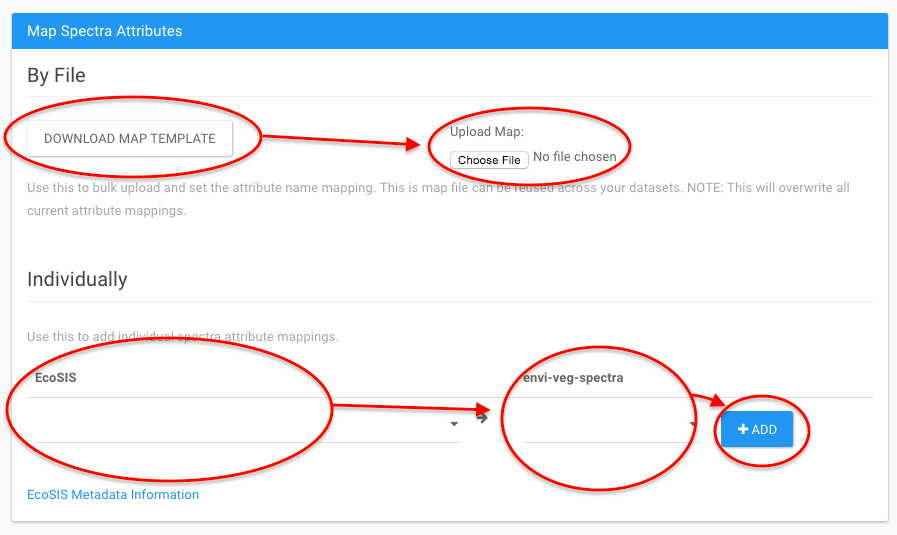 Map Spectra Attributes
By File
DOWNLOAD MAP TEMPLATE
Upload Map:
Choose File No file chosen
Use this to bulk upload and set the attribute name mapping. This is map file can be reused across your datasets. NOTE: This will overwrite all
current attribute mappings.
Individually
Use this to add individual spectra attribute mappings.
EcoSIS
envi-veg-spectra
ADD
EcoSIS Metadata Information